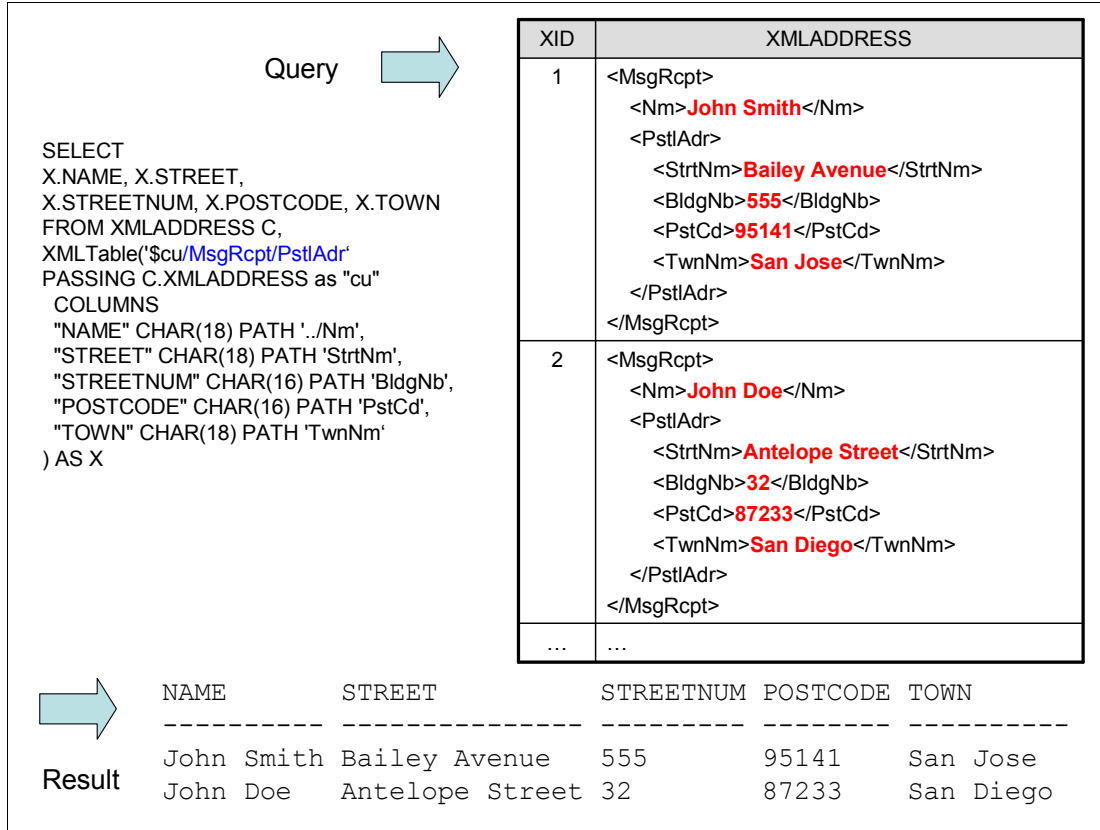 Query
SELECT
X.NAME, X.STREET,
X.STREETNUM, X.POSTCODE, X.TOWN
FROM XMLADDRESS C,
XMLTable('$cu/MsgRcpt/PstlAdr‘
PASSING C.XMLADDRESS as "cu"
COLUMNS
"NAME" CHAR(18) PATH '../Nm',
"STREET" CHAR(18) PATH 'StrtNm',
"STREETNUM" CHAR(16) PATH 'BldgNb',
"POSTCODE" CHAR(16) PATH 'PstCd',
"TOWN" CHAR(18) PATH 'TwnNm‘
) AS X
XID XMLADDRESS
1 <MsgRcpt>
<Nm>John Smith</Nm>
<PstlAdr>
<StrtNm>Bailey Avenue</StrtNm>
<BldgNb>555</BldgNb>
<PstCd>95141</PstCd>
<TwnNm>San Jose</TwnNm>
</PstlAdr>
</MsgRcpt>
2 <MsgRcpt>
<Nm>John Doe</Nm>
<PstlAdr>
<StrtNm>Antelope Street</StrtNm>
<BldgNb>32</BldgNb>
<PstCd>87233</PstCd>
<TwnNm>San Diego</TwnNm>
</PstlAdr>
</MsgRcpt>
… …
Result
NAME STREET STREETNUM POSTCODE TOWN
---------- --------------- --------- -------- ----------
John Smith Bailey Avenue 555 95141 San Jose
John Doe Antelope Street 32 87233 San Diego